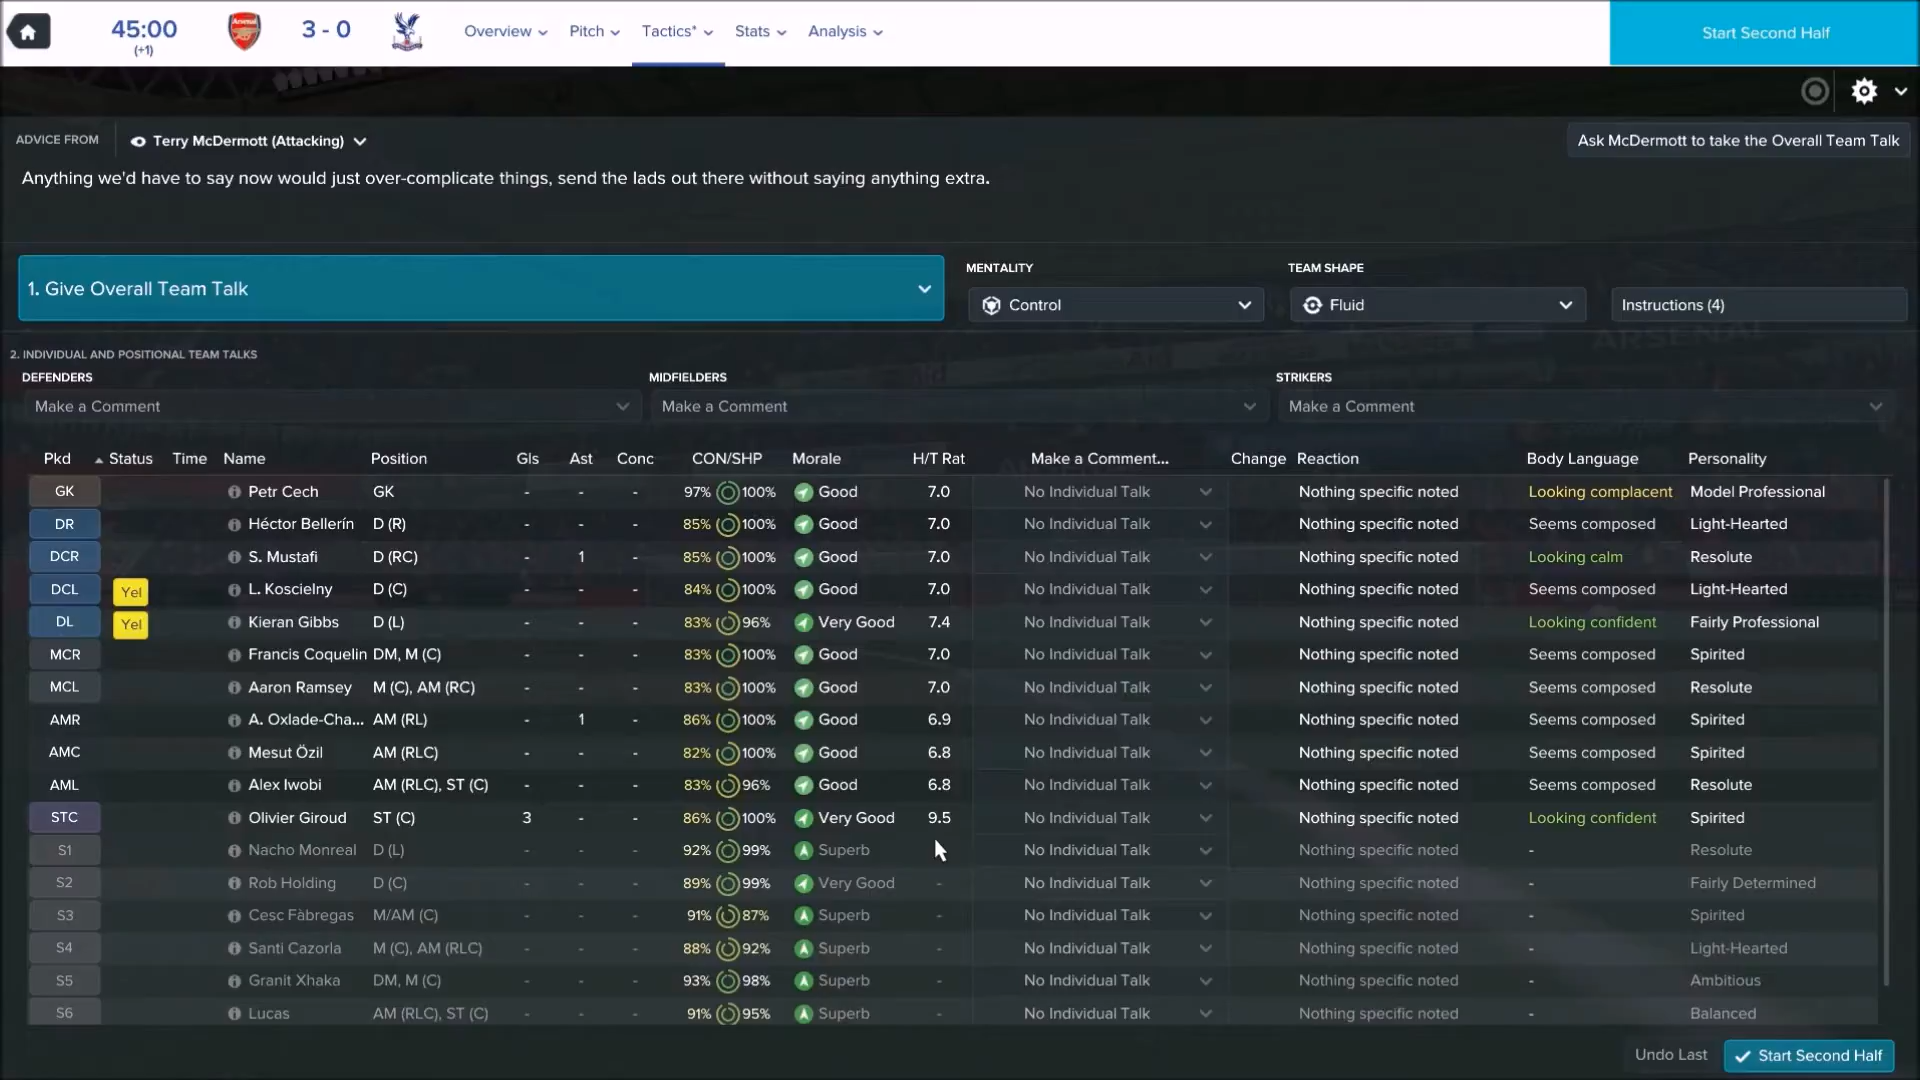 45:00
(+1)
Arsenal
3 - 0
Overview
Pitch
Tactics*
Stats
Analysis
Start Second Half
ADVICE FROM
Terry McDermott (Attacking)
Ask McDermott to take the Overall Team Talk
Anything we'd have to say now would just over-complicate things, send the lads out there without saying anything extra.
1. Give Overall Team Talk
MENTALITY
Control
TEAM SHAPE
Fluid
Instructions (4)
ARSENAL
2. INDIVIDUAL AND POSITIONAL TEAM TALKS
DEFENDERS MIDFIELDERS STRIKERS
Make a Comment Make a Comment Make a Comment
Pkd Status Time Name Position Gls Ast Conc CON/SHP Morale H/T Rat Make a Comment... Change Reaction Body Language Personality
GK Petr Cech GK - - - 97% 100% Good 7.0 No Individual Talk Nothing specific noted Looking complacent Model Professional
DR Héctor Bellerín D (R) - - - 85% 100% Good 7.0 No Individual Talk Nothing specific noted Seems composed Light-Hearted
DCR S. Mustafi D (RC) - 1 - 85% 100% Good 7.0 No Individual Talk Nothing specific noted Looking calm Resolute
DCL Yel L. Koscielny D (C) - - - 84% 100% Good 7.0 No Individual Talk Nothing specific noted Seems composed Light-Hearted
DL Yel Kieran Gibbs D (L) - - - 83% 96% Very Good 7.4 No Individual Talk Nothing specific noted Looking confident Fairly Professional
MCR Francis Coquelin DM, M (C) - - - 83% 100% Good 7.0 No Individual Talk Nothing specific noted Seems composed Spirited
MCL Aaron Ramsey M (C), AM (RC) - - - 83% 100% Good 7.0 No Individual Talk Nothing specific noted Seems composed Resolute
AMR A. Oxlade-Cha... AM (RL) - 1 - 86% 100% Good 6.9 No Individual Talk Nothing specific noted Seems composed Spirited
AMC Mesut Özil AM (RLC) - - - 82% 100% Good 6.8 No Individual Talk Nothing specific noted Seems composed Spirited
AML Alex Iwobi AM (RLC), ST (C) - - - 83% 96% Good 6.8 No Individual Talk Nothing specific noted Seems composed Resolute
STC Olivier Giroud ST (C) 3 - - 86% 100% Very Good 9.5 No Individual Talk Nothing specific noted Looking confident Spirited
S1 Nacho Monreal D (L) - - - 92% 99% Superb No Individual Talk Nothing specific noted - Resolute
S2 Rob Holding D (C) - - - 89% 99% Very Good - No Individual Talk Nothing specific noted - Fairly Determined
S3 Cesc Fàbregas M/AM (C) - - - 91% 87% Superb - No Individual Talk Nothing specific noted - Spirited
S4 Santi Cazorla M (C), AM (RLC) - - - 88% 92% Superb - No Individual Talk Nothing specific noted - Light-Hearted
S5 Granit Xhaka DM, M (C) - - - 93% 98% Superb - No Individual Talk Nothing specific noted - Ambitious
S6 Lucas AM (RLC), ST (C) - - - 91% 95% Superb - No Individual Talk Nothing specific noted - Balanced
Undo Last
Start Second Half